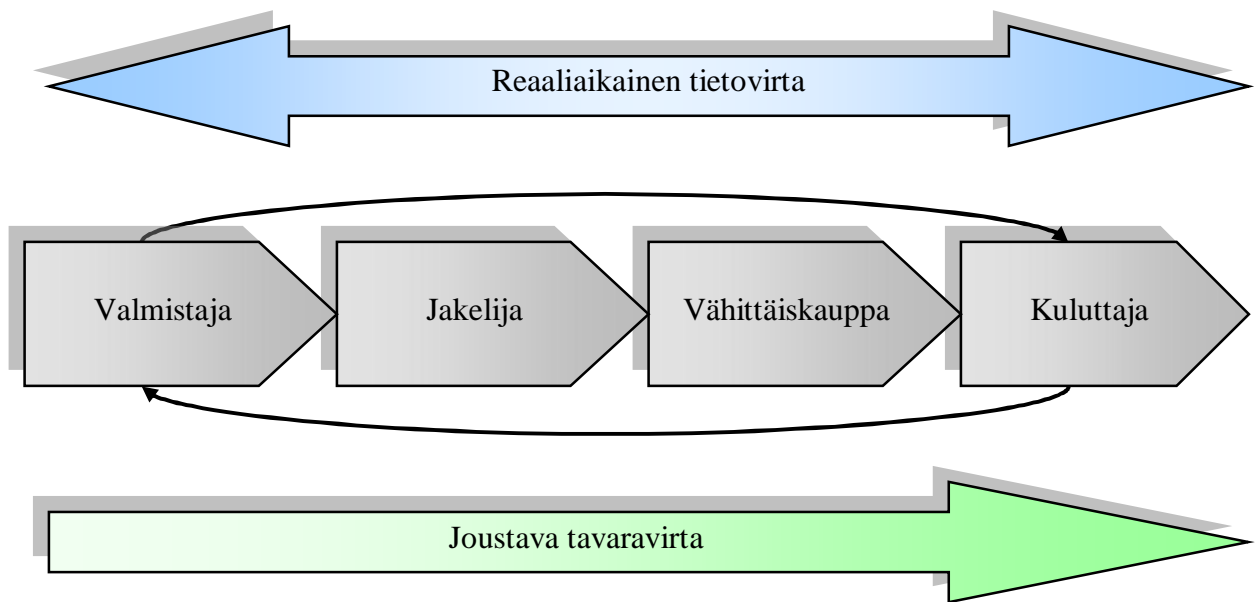 Reaaliaikainen tietovirta
Valmistaja
Jakelija
Vähittäiskauppa
Kuluttaja
Joustava tavaravirta